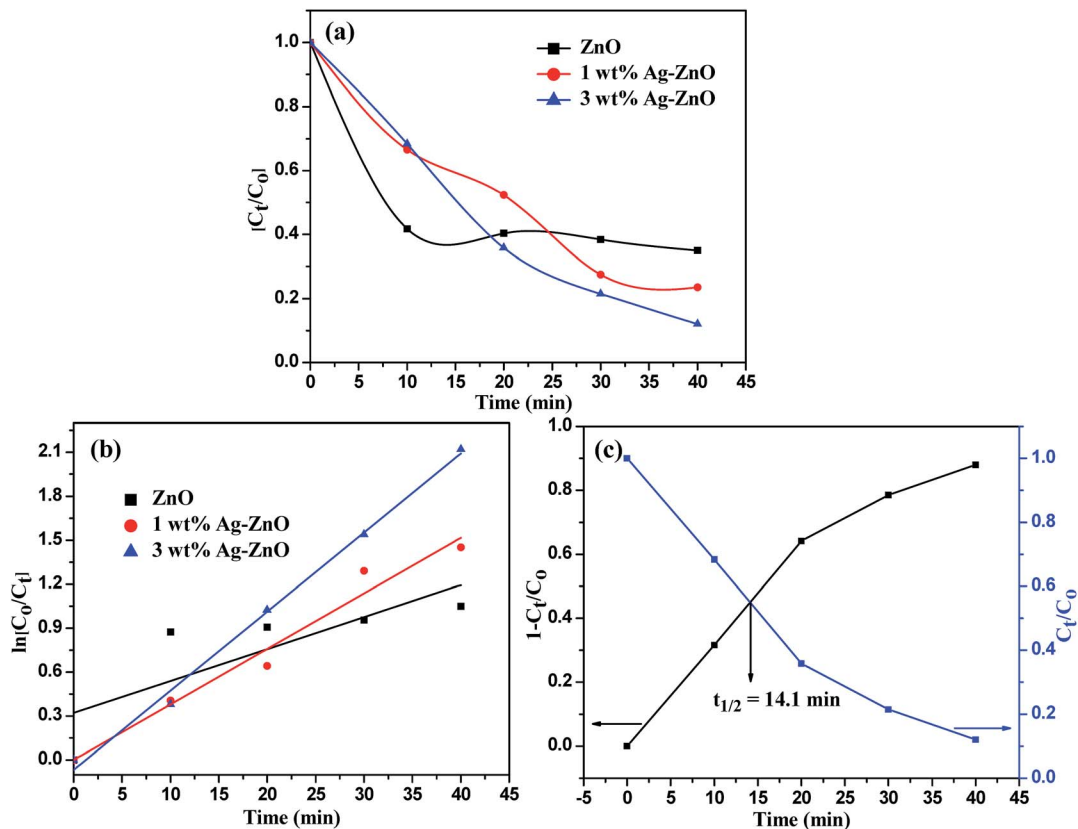 (a)
ZnO
1 wt% Ag-ZnO
3 wt% Ag-ZnO
[Ct/Co]
1.0
0.8
0.6
0.4
0.2
0.0
0 5 10 15 20 25 30 35 40 45
Time (min)
(b)
ZnO
1 wt% Ag-ZnO
3 wt% Ag-ZnO
ln[Co/Ct]
2.1
1.8
1.5
1.2
0.9
0.6
0.3
0.0
0 5 10 15 20 25 30 35 40 45
Time (min)
(c)
1-Ct/Co
1.0
0.8
0.6
0.4
0.2
0.0
t1/2 = 14.1 min
Ct/Co
1.0
0.8
0.6
0.4
0.2
0.0
-5 0 5 10 15 20 25 30 35 40 45
Time (min)